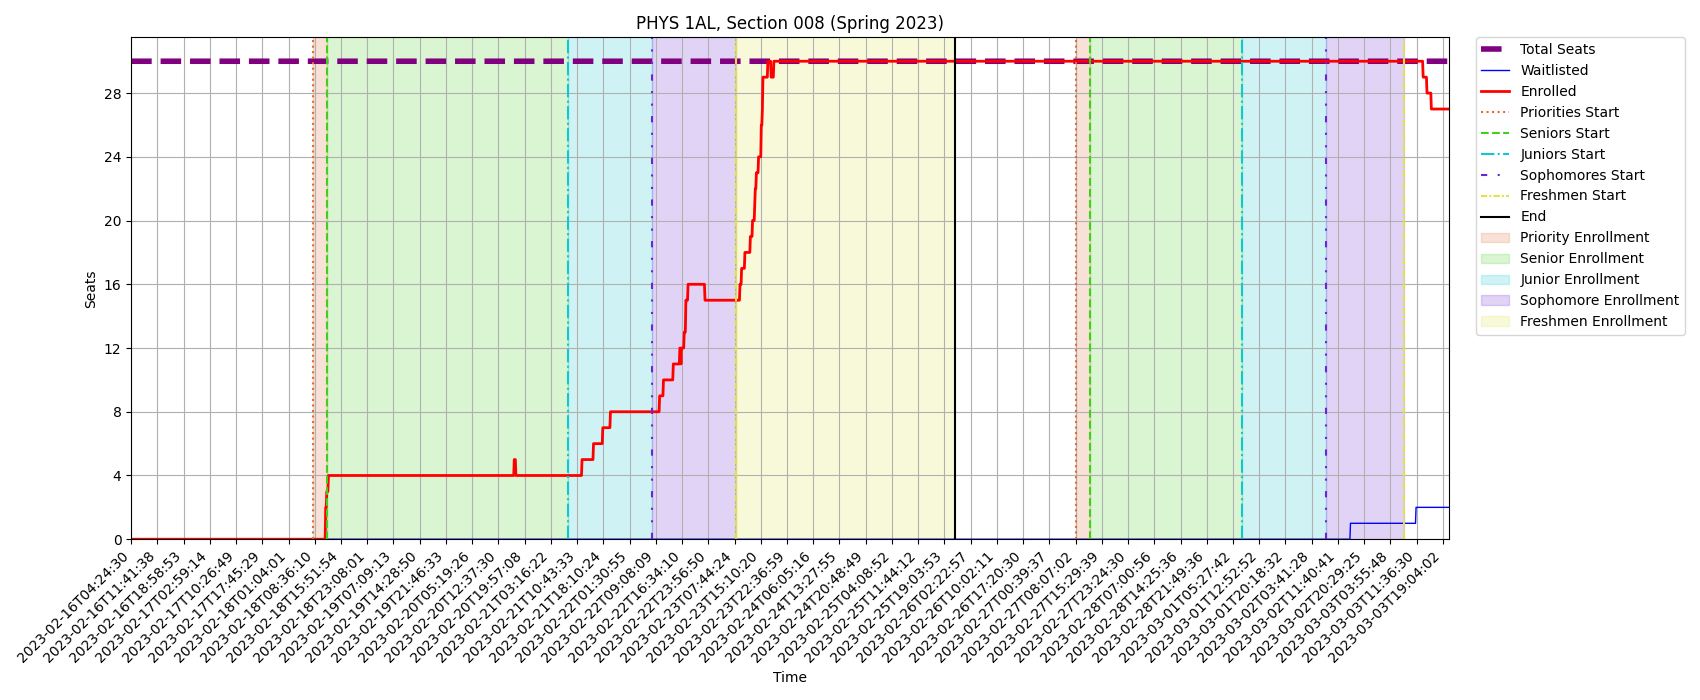 PHYS 1AL, Section 008 (Spring 2023)
Total Seats
Waitlisted
Enrolled
Priorities Start
Seniors Start
Juniors Start
Sophomores Start
Freshmen Start
End
Priority Enrollment
Senior Enrollment
Junior Enrollment
Sophomore Enrollment
Freshmen Enrollment
Seats
28
24
20
16
12
8
4
0
2023-02-16T04:24:30
2023-02-16T11:41:38
2023-02-16T18:58:53
2023-02-17T02:59:14
2023-02-17T10:26:49
2023-02-17T17:45:29
2023-02-18T01:04:01
2023-02-18T08:36:10
2023-02-18T15:51:54
2023-02-18T23:08:01
2023-02-19T07:09:13
2023-02-19T14:28:50
2023-02-19T21:46:33
2023-02-20T05:19:26
2023-02-20T12:37:30
2023-02-20T19:57:08
2023-02-21T03:16:22
2023-02-21T10:43:33
2023-02-21T18:10:24
2023-02-22T01:30:55
2023-02-22T09:08:09
2023-02-22T16:34:10
2023-02-22T23:56:50
2023-02-23T07:44:24
2023-02-23T15:10:20
2023-02-23T22:36:59
2023-02-24T06:05:16
2023-02-24T13:27:55
2023-02-24T20:48:49
2023-02-25T04:08:52
2023-02-25T11:44:12
2023-02-25T19:03:53
2023-02-26T02:22:57
2023-02-26T10:02:11
2023-02-26T17:20:30
2023-02-27T00:39:37
2023-02-27T08:07:02
2023-02-27T15:29:39
2023-02-27T23:24:30
2023-02-28T07:00:56
2023-02-28T14:25:36
2023-02-28T21:49:36
2023-03-01T05:27:42
2023-03-01T12:52:52
2023-03-01T20:18:32
2023-03-02T03:41:28
2023-03-02T11:40:41
2023-03-02T20:29:25
2023-03-03T03:55:48
2023-03-03T11:36:30
2023-03-03T19:04:02
Time